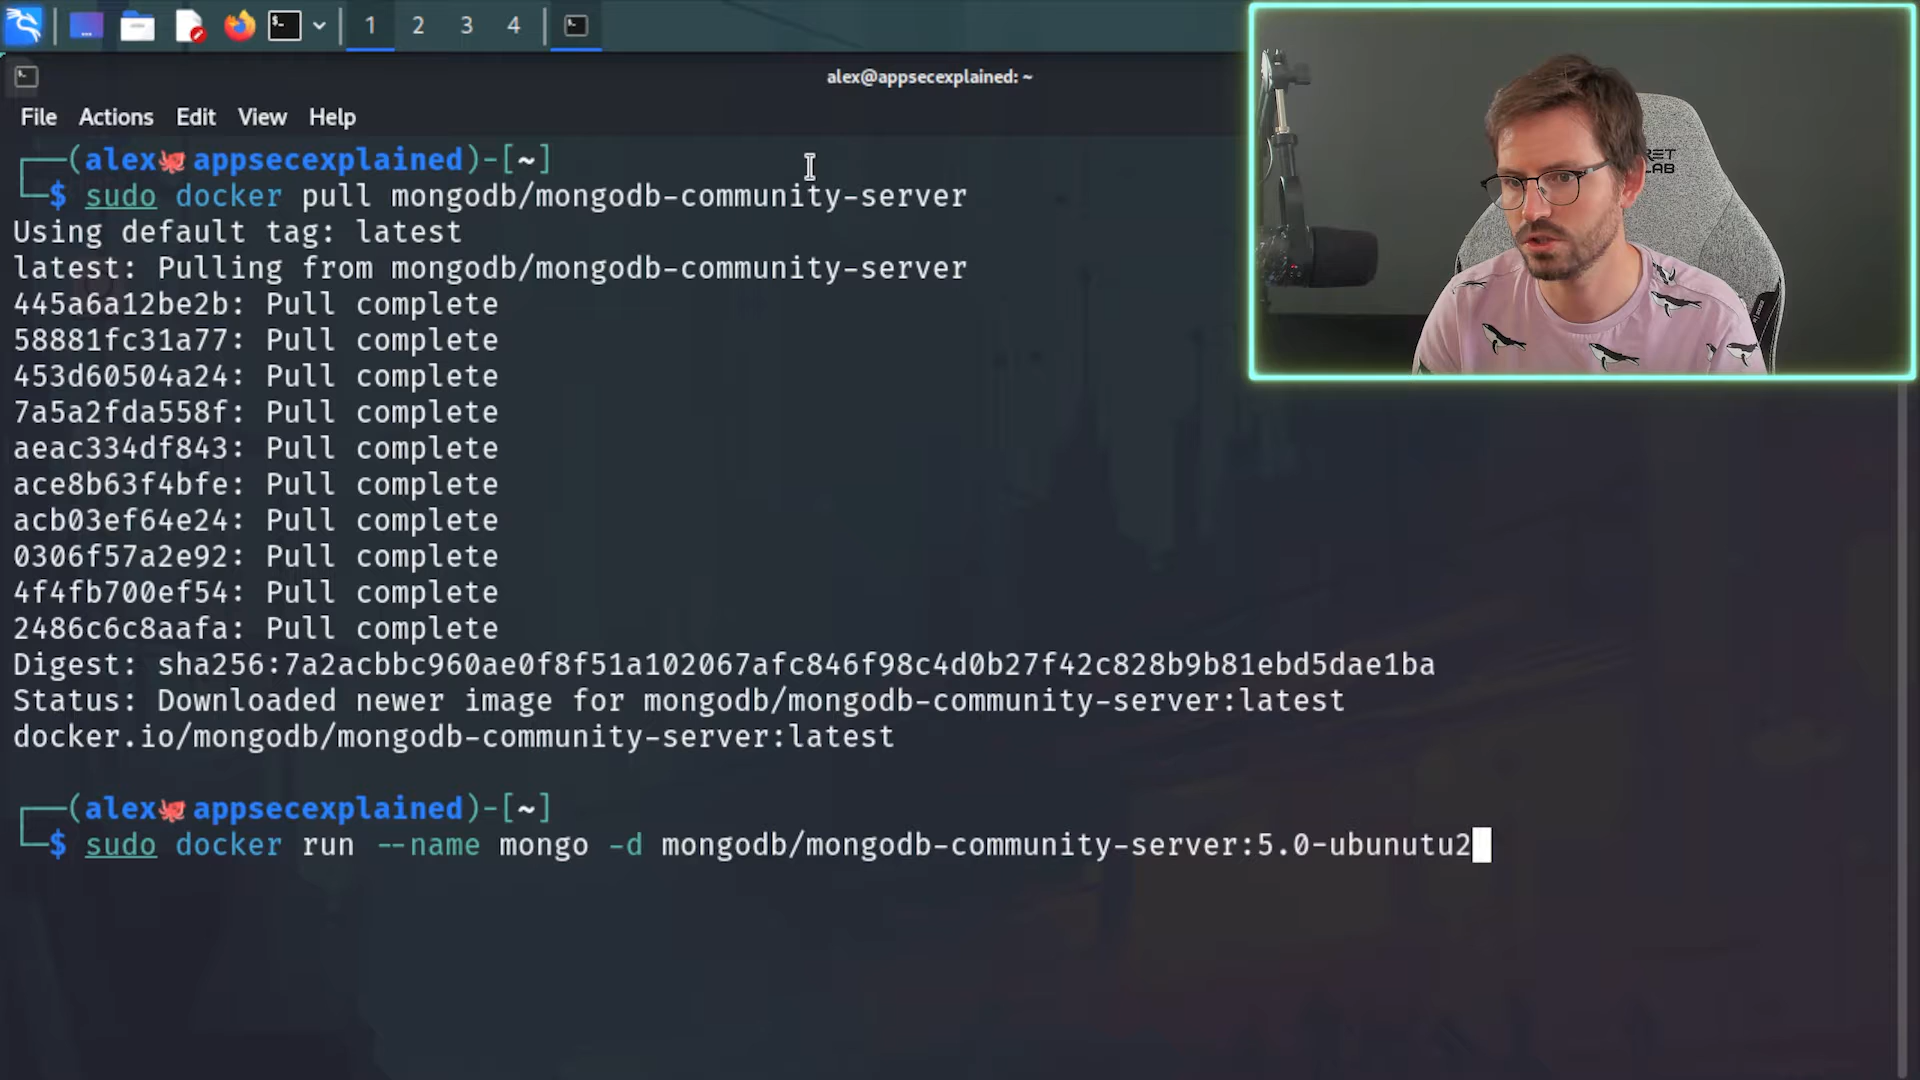 1 2 3 4
alex@appsecexplained: ~
File Actions Edit View Help
┌──(alex🐙appsecexplained)-[~]
└─$ sudo docker pull mongodb/mongodb-community-server
Using default tag: latest
latest: Pulling from mongodb/mongodb-community-server
445a6a12be2b: Pull complete
58881fc31a77: Pull complete
453d60504a24: Pull complete
7a5a2fda558f: Pull complete
aeac334df843: Pull complete
ace8b63f4bfe: Pull complete
acb03ef64e24: Pull complete
0306f57a2e92: Pull complete
4f4fb700ef54: Pull complete
2486c6c8aafa: Pull complete
Digest: sha256:7a2acbbc960ae0f8f51a102067afc846f98c4d0b27f42c828b9b81ebd5dae1ba
Status: Downloaded newer image for mongodb/mongodb-community-server:latest
docker.io/mongodb/mongodb-community-server:latest
┌──(alex🐙appsecexplained)-[~]
└─$ sudo docker run --name mongo -d mongodb/mongodb-community-server:5.0-ubunutu2